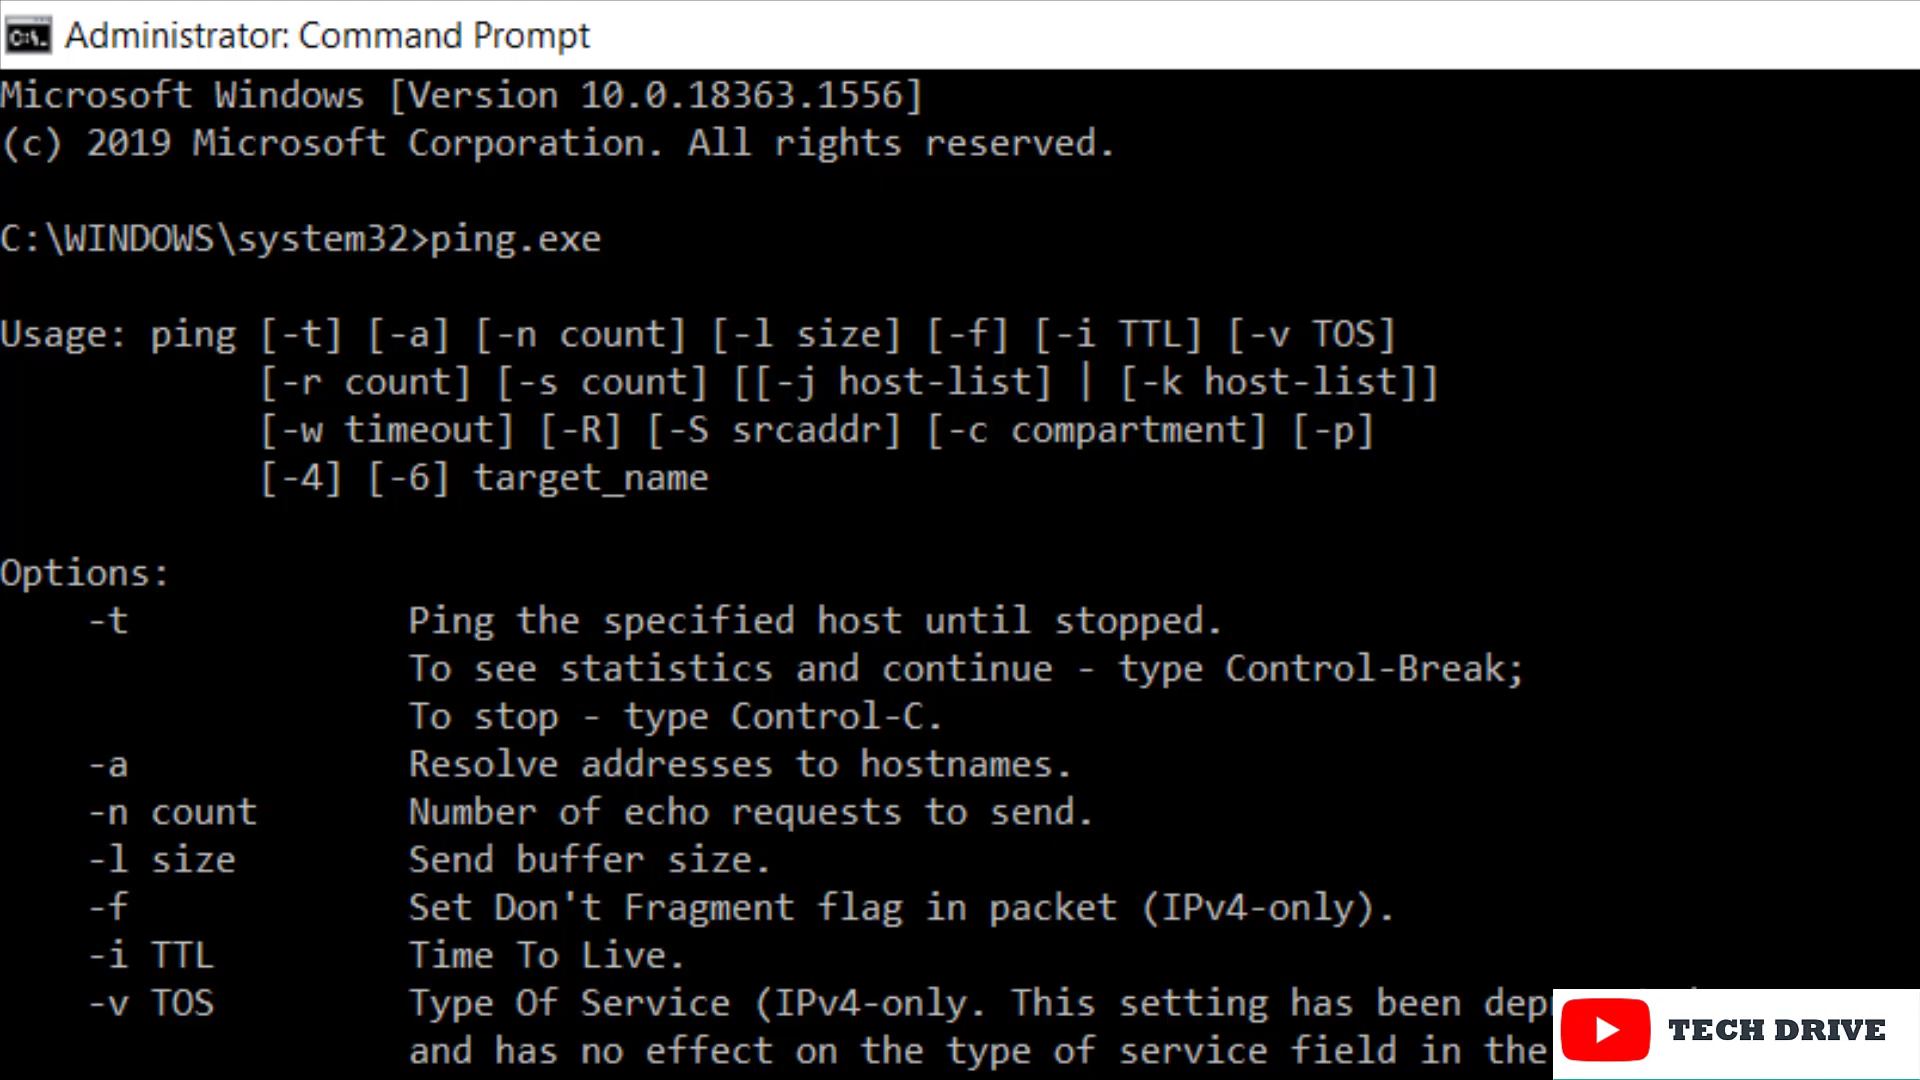 Administrator: Command Prompt
Microsoft Windows [Version 10.0.18363.1556]
(c) 2019 Microsoft Corporation. All rights reserved.
C:\WINDOWS\system32>ping.exe
Usage: ping [-t] [-a] [-n count] [-l size] [-f] [-i TTL] [-v TOS]
[-r count] [-s count] [[-j host-list] | [-k host-list]]
[-w timeout] [-R] [-S srcaddr] [-c compartment] [-p]
[-4] [-6] target_name
Options:
-t Ping the specified host until stopped.
To see statistics and continue - type Control-Break;
To stop - type Control-C.
-a Resolve addresses to hostnames.
-n count Number of echo requests to send.
-l size Send buffer size.
-f Set Don't Fragment flag in packet (IPv4-only).
-i TTL Time To Live.
-v TOS Type Of Service (IPv4-only. This setting has been
and has no effect on the type of service field in the
TECH DRIVE